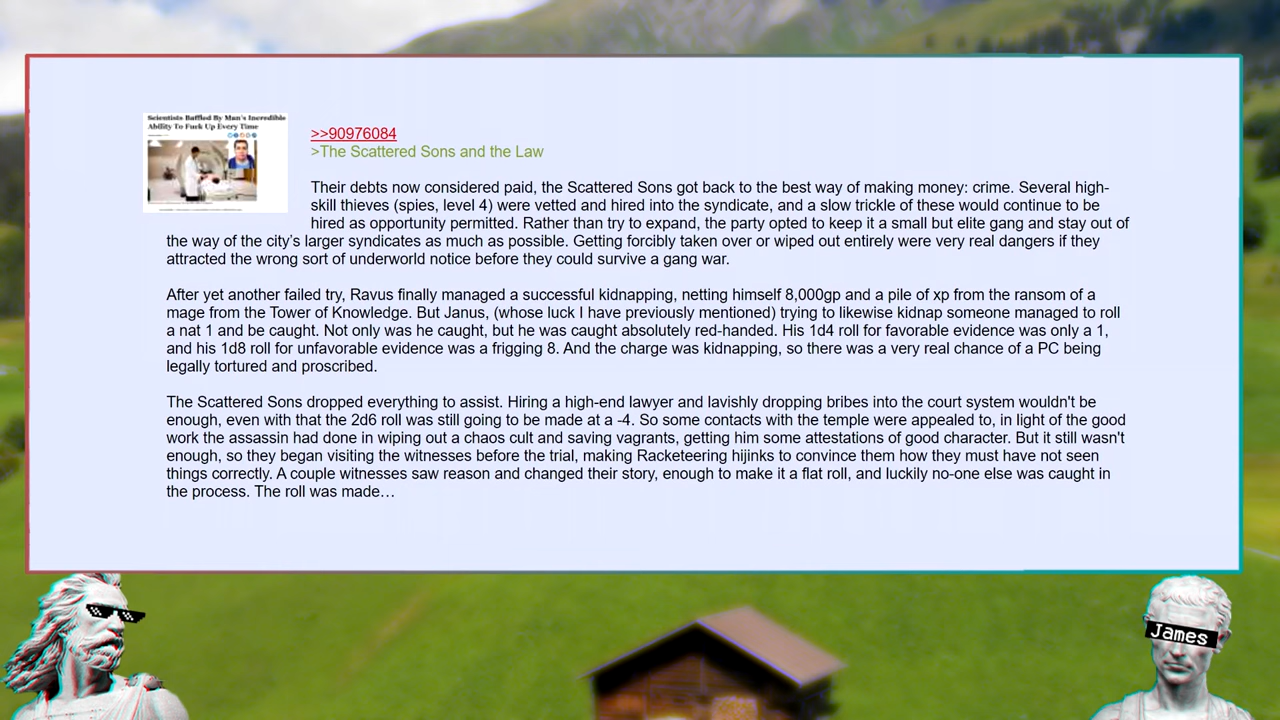 Scientists Baffled By Man's Incredible
Ability To Fuck Up Every Time
>>90976084
>The Scattered Sons and the Law
Their debts now considered paid, the Scattered Sons got back to the best way of making money: crime. Several high-
skill thieves (spies, level 4) were vetted and hired into the syndicate, and a slow trickle of these would continue to be
hired as opportunity permitted. Rather than try to expand, the party opted to keep it a small but elite gang and stay out of
the way of the city's larger syndicates as much as possible. Getting forcibly taken over or wiped out entirely were very real dangers if they
attracted the wrong sort of underworld notice before they could survive a gang war.
After yet another failed try, Ravus finally managed a successful kidnapping, netting himself 8,000gp and a pile of xp from the ransom of a
mage from the Tower of Knowledge. But Janus, (whose luck I have previously mentioned) trying to likewise kidnap someone managed to roll
a nat 1 and be caught. Not only was he caught, but he was caught absolutely red-handed. His 1d4 roll for favorable evidence was only a 1,
and his 1d8 roll for unfavorable evidence was a frigging 8. And the charge was kidnapping, so there was a very real chance of a PC being
legally tortured and proscribed.
The Scattered Sons dropped everything to assist. Hiring a high-end lawyer and lavishly dropping bribes into the court system wouldn't be
enough, even with that the 2d6 roll was still going to be made at a -4. So some contacts with the temple were appealed to, in light of the good
work the assassin had done in wiping out a chaos cult and saving vagrants, getting him some attestations of good character. But it still wasn't
enough, so they began visiting the witnesses before the trial, making Racketeering hijinks to convince them how they must have not seen
things correctly. A couple witnesses saw reason and changed their story, enough to make it a flat roll, and luckily no-one else was caught in
the process. The roll was made…
James